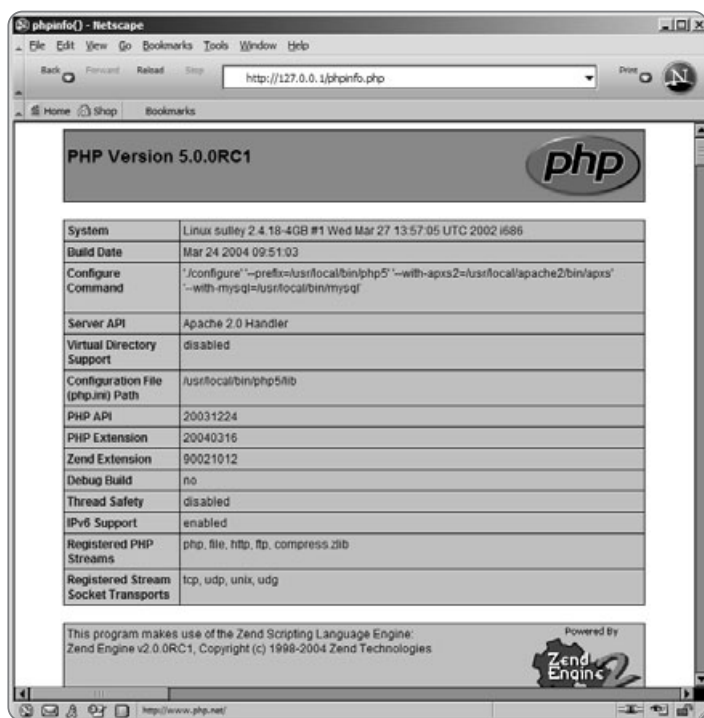 phpinfo() - Netscape
File Edit View Go Bookmarks Tools Window Help
Back Forward Reload Stop http://127.0.0.1/phpinfo.php Print N
Home Shop Bookmarks
PHP Version 5.0.0RC1
php
System Linux sulley 2.4.18-4GB #1 Wed Mar 27 13:57:05 UTC 2002 i686
Build Date Mar 24 2004 09:51:03
Configure Command './configure' '--prefix=/usr/local/bin/php5' '--with-apxs2=/usr/local/apache2/bin/apxs'
'--with-mysql=/usr/local/bin/mysql'
Server API Apache 2.0 Handler
Virtual Directory Support disabled
Configuration File (php.ini) Path /usr/local/bin/php5/lib
PHP API 20031224
PHP Extension 20040316
Zend Extension 90021012
Debug Build no
Thread Safety disabled
IPv6 Support enabled
Registered PHP Streams php, file, http, ftp, compress.zlib
Registered Stream Socket Transports tcp, udp, unix, udg
This program makes use of the Zend Scripting Language Engine:
Zend Engine v2.0.0RC1, Copyright (c) 1998-2004 Zend Technologies
Powered By
Zend
Engine 2
http://www.php.net/